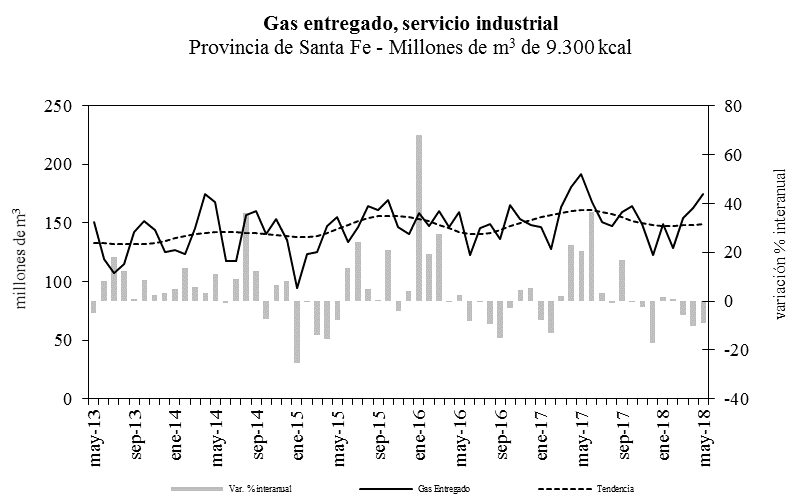 Gas entregado, servicio industrial
Provincia de Santa Fe - Millones de m³ de 9.300 kcal
250
200
150
100
50
0
millones de m³
80
60
40
20
0
-20
-40
variación % interanual
may-13
sep-13
ene-14
may-14
sep-14
ene-15
may-15
sep-15
ene-16
may-16
sep-16
ene-17
may-17
sep-17
ene-18
may-18
Var. % interanual
Gas Entregado
Tendencia